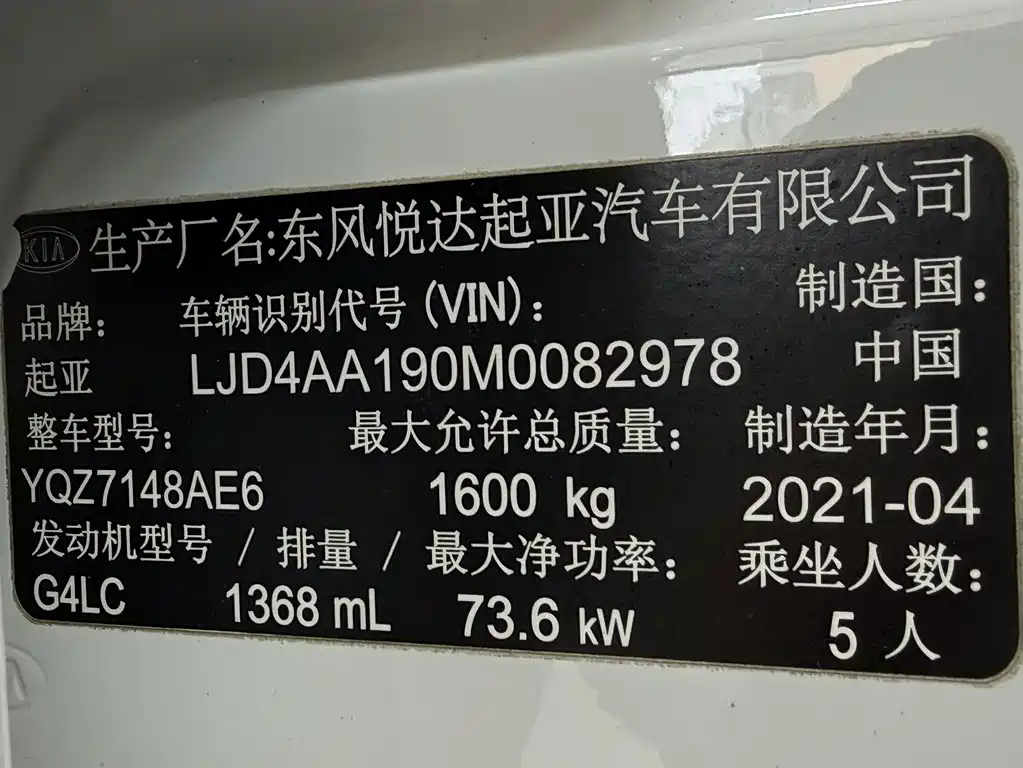 KIA 生产厂名:东风悦达起亚汽车有限公司
品牌: 车辆识别代号(VIN): 制造国:
起亚 LJD4AA190M0082978 中国
整车型号: 最大允许总质量: 制造年月:
YQZ7148AE6 1600 kg 2021-04
发动机型号 / 排量 / 最大净功率: 乘坐人数:
G4LC 1368 mL 73.6 kW 5 人